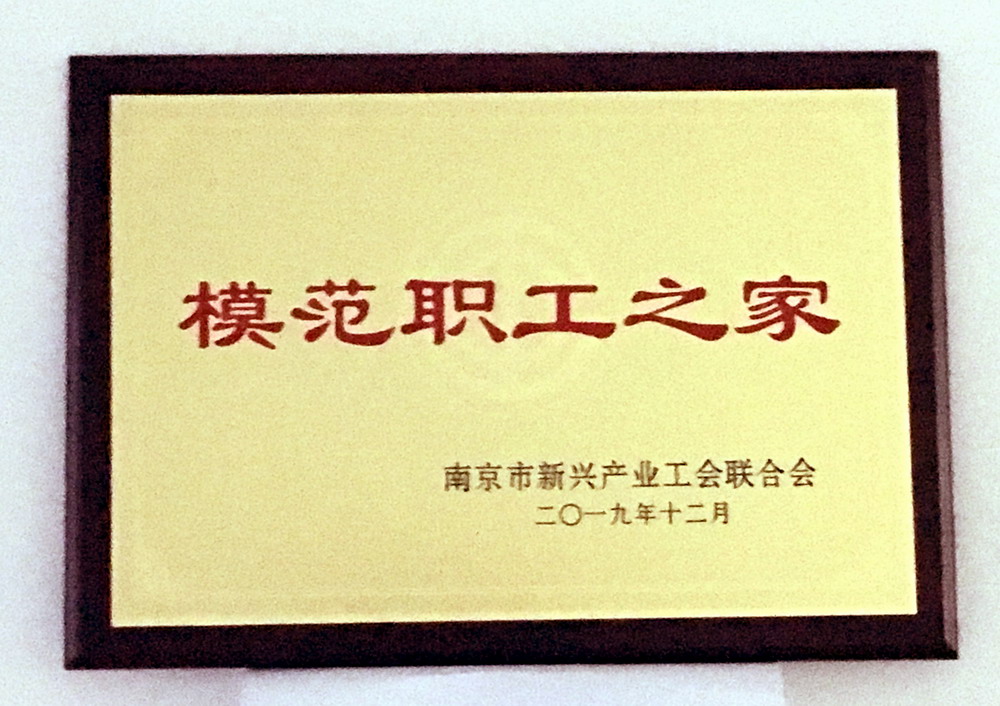 模范职工之家
南京市新兴产业工会联合会
二〇一九年十二月